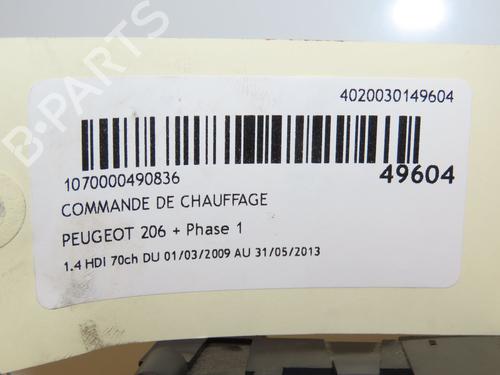 4020030149604
1070000490836
49604
COMMANDE DE CHAUFFAGE
PEUGEOT 206 + Phase 1
1.4 HDI 70ch DU 01/03/2009 AU 31/05/2013
B-PARTS